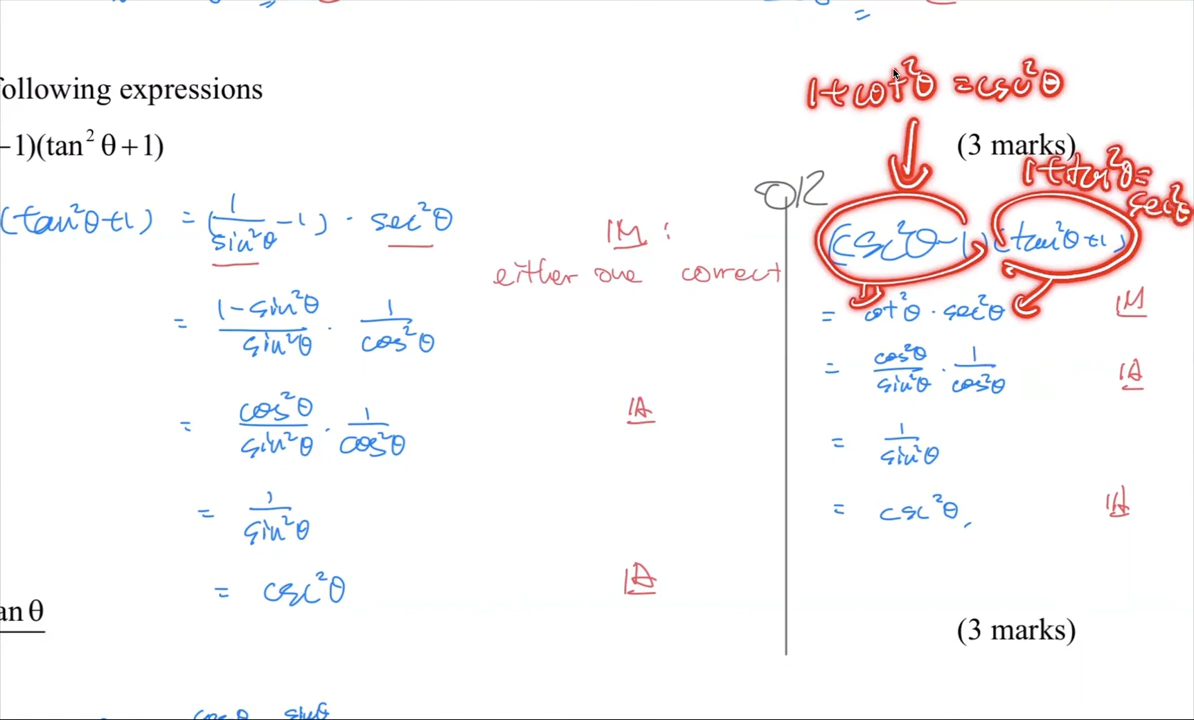 following expressions
−1)(tan² θ+1)
(3 marks)
(tan²θ+1) = (1/sin²θ −1) · sec²θ
= (1−sin²θ)/sin²θ · 1/cos²θ
= cos²θ/sin²θ · 1/cos²θ
= 1/sin²θ
= csc²θ
1M :
either one correct
1A
1A
OR
1+cot²θ = csc²θ
1+tan²θ = sec²θ
(csc²θ−1)(tan²θ+1)
= cot²θ · sec²θ 1M
= cos²θ/sin²θ · 1/cos²θ 1A
= 1/sin²θ
= csc²θ, 1A
an θ
(3 marks)